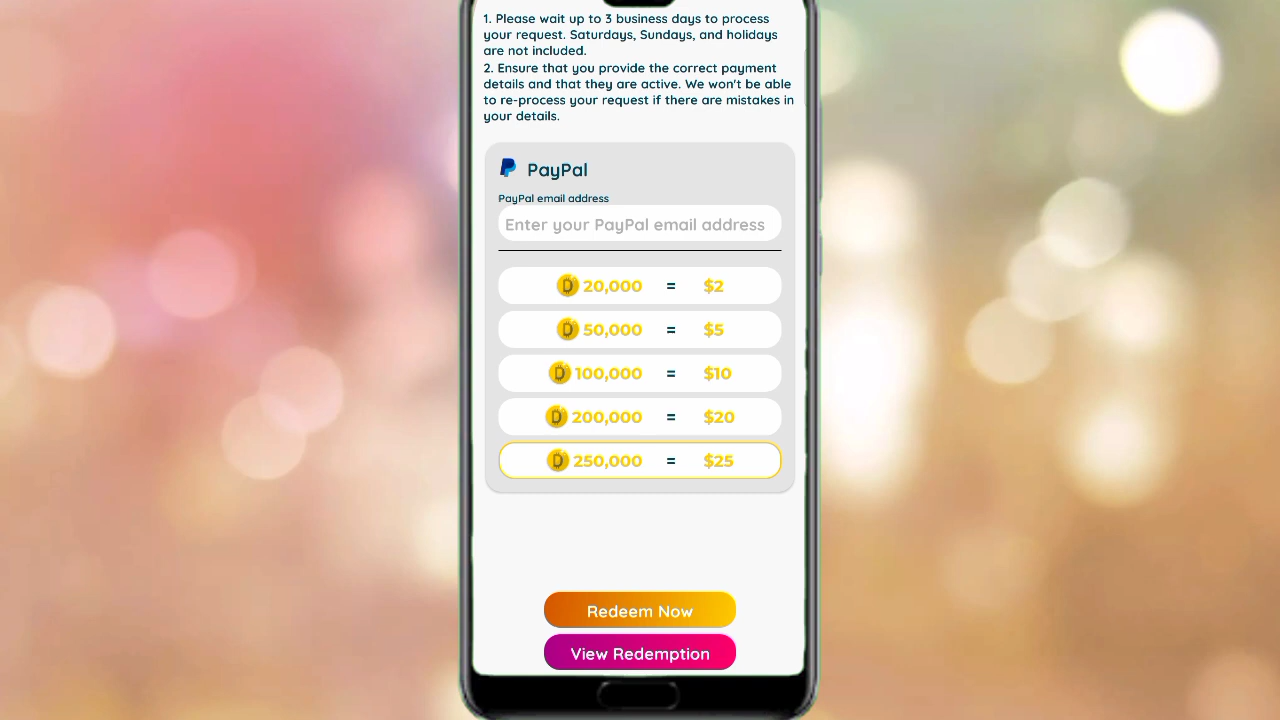 1. Please wait up to 3 business days to process
your request. Saturdays, Sundays, and holidays
are not included.
2. Ensure that you provide the correct payment
details and that they are active. We won't be able
to re-process your request if there are mistakes in
your details.
PayPal
PayPal email address
Enter your PayPal email address
20,000 = $2
50,000 = $5
100,000 = $10
200,000 = $20
250,000 = $25
Redeem Now
View Redemption